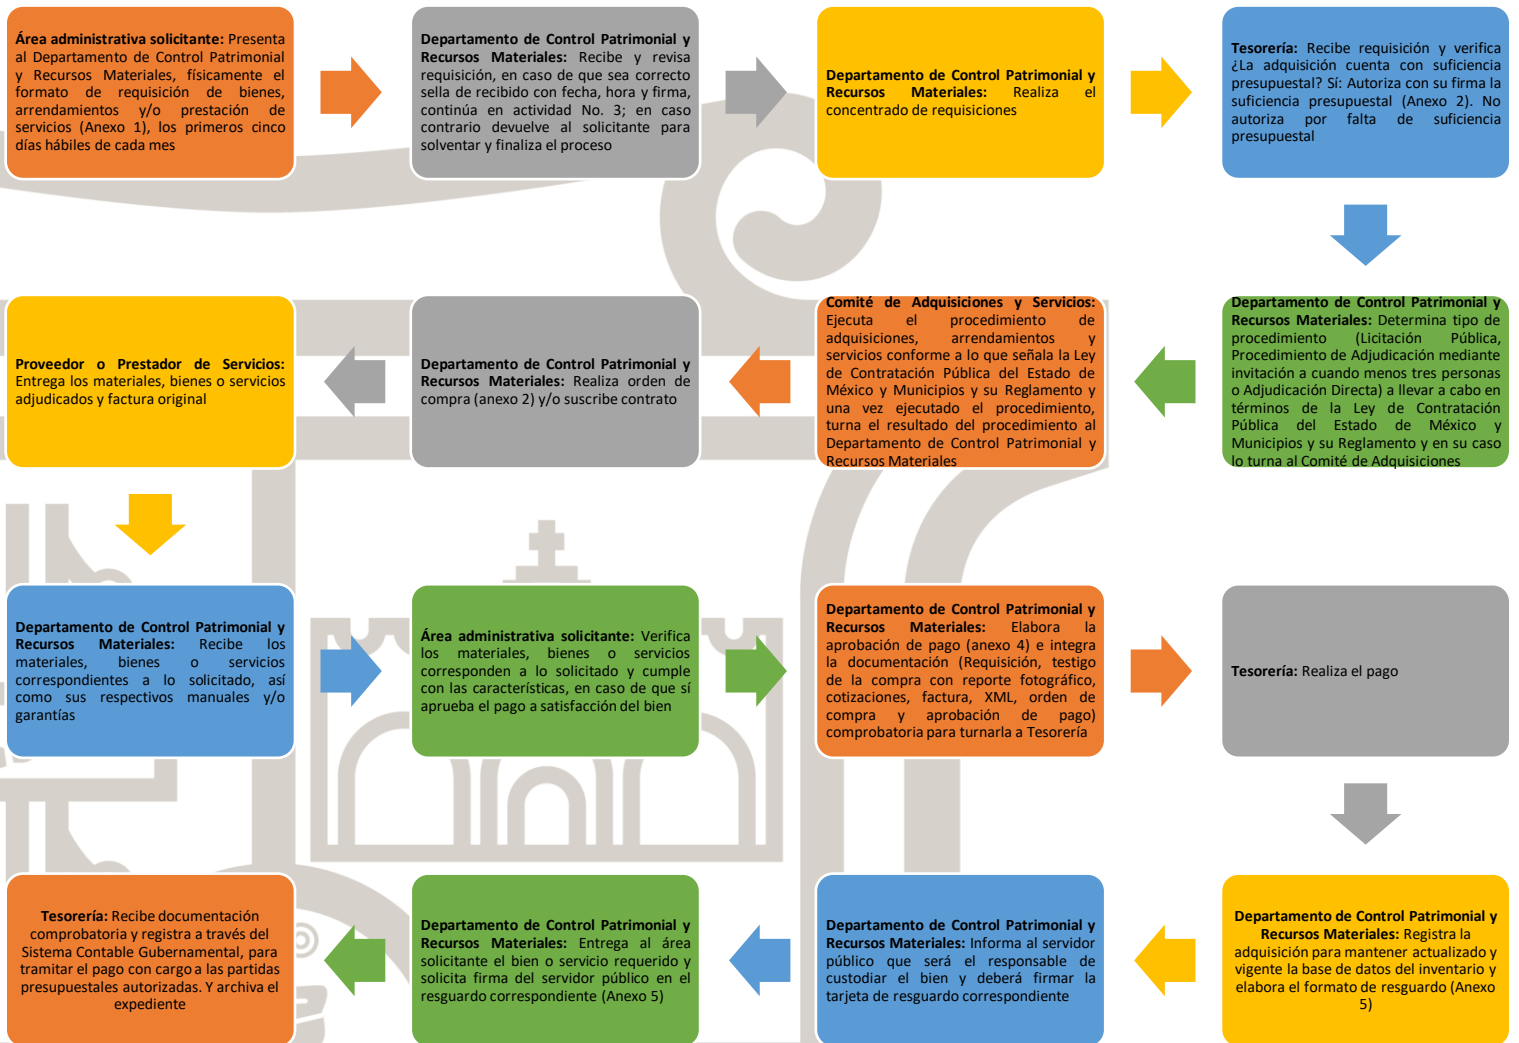 Área administrativa solicitante: Presenta
al Departamento de Control Patrimonial
y Recursos Materiales, físicamente el
formato de requisición de bienes,
arrendamientos y/o prestación de
servicios (Anexo 1), los primeros cinco
días hábiles de cada mes
Departamento de Control Patrimonial y
Recursos Materiales: Recibe y revisa
requisición, en caso de que sea correcto
sella de recibido con fecha, hora y firma,
continúa en actividad No. 3; en caso
contrario devuelve al solicitante para
solventar y finaliza el proceso
Departamento de Control Patrimonial y
Recursos Materiales: Realiza el
concentrado de requisiciones
Tesorería: Recibe requisición y verifica
¿La adquisición cuenta con suficiencia
presupuestal? Sí: Autoriza con su firma la
suficiencia presupuestal (Anexo 2). No
autoriza por falta de suficiencia
presupuestal
Departamento de Control Patrimonial y
Recursos Materiales: Determina tipo de
procedimiento (Licitación Pública,
Procedimiento de Adjudicación mediante
invitación a cuando menos tres personas
o Adjudicación Directa) a llevar a cabo en
términos de la Ley de Contratación
Pública del Estado de México y
Municipios y su Reglamento y en su caso
lo turna al Comité de Adquisiciones
Comité de Adquisiciones y Servicios:
Ejecuta el procedimiento de
adquisiciones, arrendamientos y
servicios conforme a lo que señala la Ley
de Contratación Pública del Estado de
México y Municipios y su Reglamento y
una vez ejecutado el procedimiento,
turna el resultado del procedimiento al
Departamento de Control Patrimonial y
Recursos Materiales
Departamento de Control Patrimonial y
Recursos Materiales: Realiza orden de
compra (anexo 2) y/o suscribe contrato
Proveedor o Prestador de Servicios:
Entrega los materiales, bienes o servicios
adjudicados y factura original
Departamento de Control Patrimonial y
Recursos Materiales: Recibe los
materiales, bienes o servicios
correspondientes a lo solicitado, así
como sus respectivos manuales y/o
garantías
Área administrativa solicitante: Verifica
los materiales, bienes o servicios
corresponden a lo solicitado y cumple
con las características, en caso de que sí
aprueba el pago a satisfacción del bien
Departamento de Control Patrimonial y
Recursos Materiales: Elabora la
aprobación de pago (anexo 4) e integra
la documentación (Requisición, testigo
de la compra con reporte fotográfico,
cotizaciones, factura, XML, orden de
compra y aprobación de pago)
comprobatoria para turnarla a Tesorería
Tesorería: Realiza el pago
Departamento de Control Patrimonial y
Recursos Materiales: Registra la
adquisición para mantener actualizado y
vigente la base de datos del inventario y
elabora el formato de resguardo (Anexo
5)
Departamento de Control Patrimonial y
Recursos Materiales: Informa al servidor
público que será el responsable de
custodiar el bien y deberá firmar la
tarjeta de resguardo correspondiente
Departamento de Control Patrimonial y
Recursos Materiales: Entrega al área
solicitante el bien o servicio requerido y
solicita firma del servidor público en el
resguardo correspondiente (Anexo 5)
Tesorería: Recibe documentación
comprobatoria y registra a través del
Sistema Contable Gubernamental, para
tramitar el pago con cargo a las partidas
presupuestales autorizadas. Y archiva el
expediente